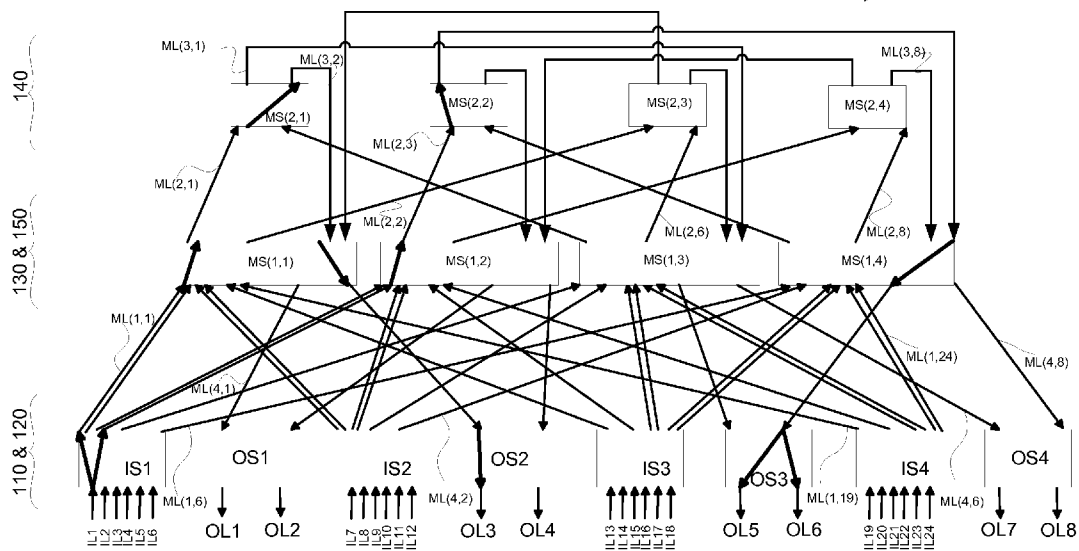 ML(3,1)
ML(3,2)
ML(3,8)
140
MS(2,1)
MS(2,2)
MS(2,3)
MS(2,4)
ML(2,1)
ML(2,3)
ML(2,2)
ML(2,6)
ML(2,8)
130 & 150
MS(1,1)
MS(1,2)
MS(1,3)
MS(1,4)
ML(1,1)
ML(4,1)
ML(1,24)
ML(4,8)
110 & 120
IS1
OS1
IS2
OS2
IS3
OS3
IS4
OS4
ML(1,6)
ML(4,2)
ML(1,19)
ML(4,6)
IL1
IL2
IL3
IL4
IL5
IL6
OL1
OL2
IL7
IL8
IL9
IL10
IL11
IL12
OL3
OL4
IL13
IL14
IL15
IL16
IL17
IL18
OL5
OL6
IL19
IL20
IL21
IL22
IL23
IL24
OL7
OL8